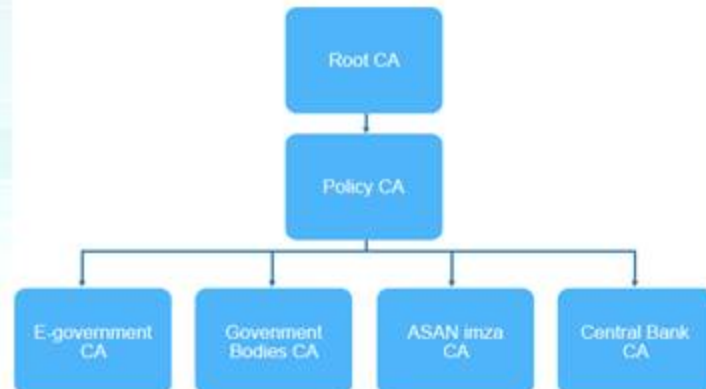 Root CA
Policy CA
E-government
CA
Govenment
Bodies CA
ASAN imza
CA
Central Bank
CA